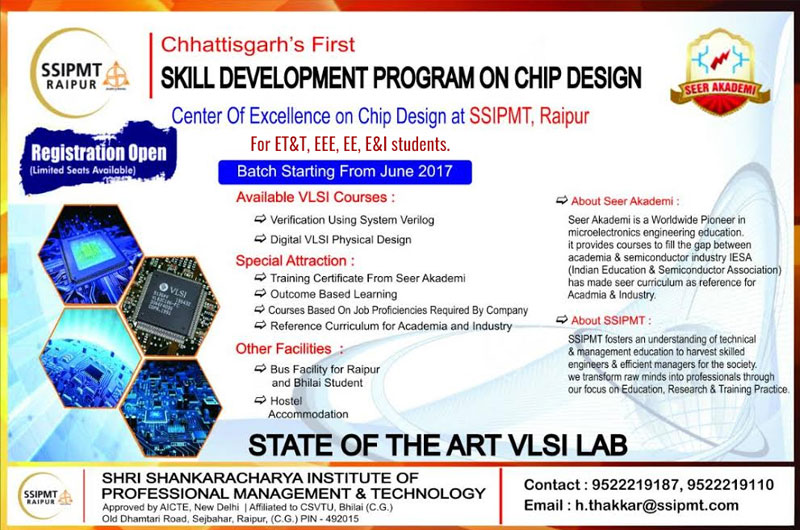 SSIPMT
RAIPUR
Chhattisgarh's First
SKILL DEVELOPMENT PROGRAM ON CHIP DESIGN
SEER AKADEMI
Center Of Excellence on Chip Design at SSIPMT, Raipur
For ET&T, EEE, EE, E&I students.
Registration Open
(Limited Seats Available)
Batch Starting From June 2017
Available VLSI Courses :
Verification Using System Verilog
Digital VLSI Physical Design
Special Attraction :
Training Certificate From Seer Akademi
Outcome Based Learning
Courses Based On Job Proficiencies Required By Company
Reference Curriculum for Academia and Industry
Other Facilities :
Bus Facility for Raipur
and Bhilai Student
Hostel
Accommodation
VLSI
About Seer Akademi :
Seer Akademi is a Worldwide Pioneer in
microelectronics engineering education.
it provides courses to fill the gap between
academia & semiconductor industry IESA
(Indian Education & Semiconductor Association)
has made seer curriculum as reference for
Acadmia & Industry.
About SSIPMT :
SSIPMT fosters an understanding of technical
& management education to harvest skilled
engineers & efficient managers for the society.
we transform raw minds into professionals through
our focus on Education, Research & Training Practice.
STATE OF THE ART VLSI LAB
SSIPMT
RAIPUR
SHRI SHANKARACHARYA INSTITUTE OF
PROFESSIONAL MANAGEMENT & TECHNOLOGY
Approved by AICTE, New Delhi | Affiliated to CSVTU, Bhilai (C.G.)
Old Dhamtari Road, Sejbahar, Raipur, (C.G.) PIN - 492015
Contact : 9522219187, 9522219110
Email : h.thakkar@ssipmt.com